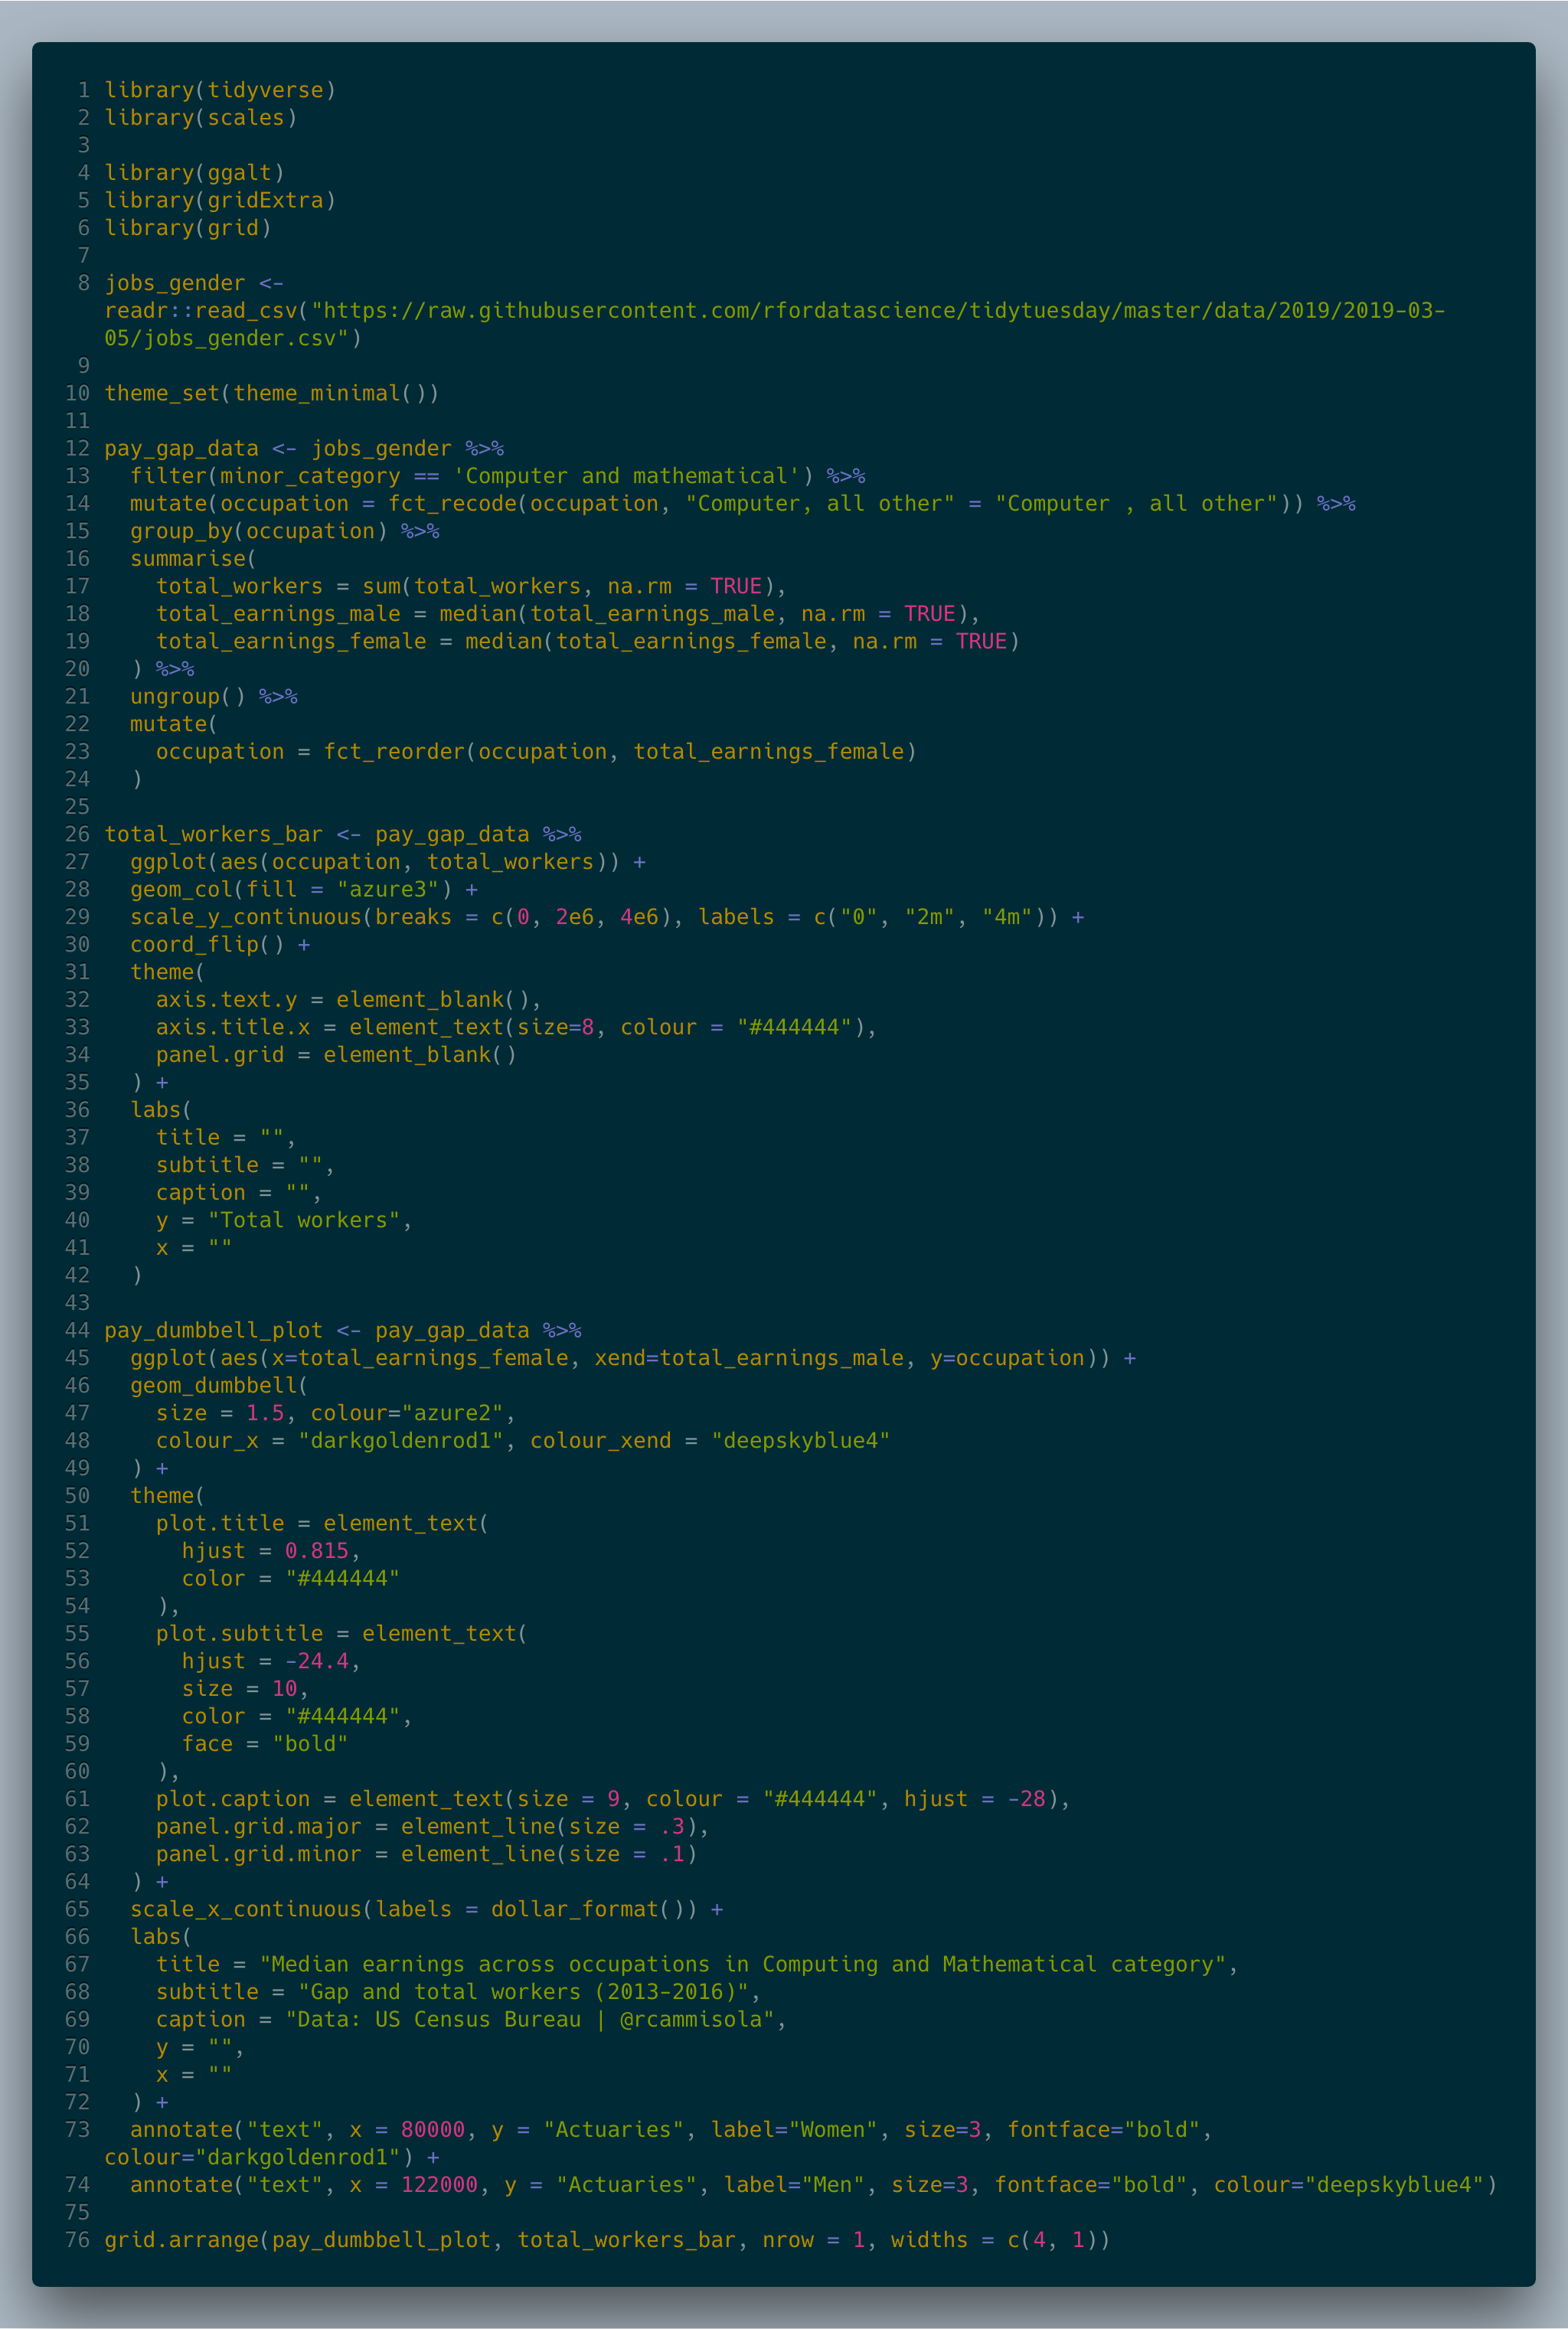 1 library(tidyverse)
2 library(scales)
3
4 library(ggalt)
5 library(gridExtra)
6 library(grid)
7
8 jobs_gender <-
readr::read_csv("https://raw.githubusercontent.com/rfordatascience/tidytuesday/master/data/2019/2019-03-
05/jobs_gender.csv")
9
10 theme_set(theme_minimal())
11
12 pay_gap_data <- jobs_gender %>%
13   filter(minor_category == 'Computer and mathematical') %>%
14   mutate(occupation = fct_recode(occupation, "Computer, all other" = "Computer , all other")) %>%
15   group_by(occupation) %>%
16   summarise(
17     total_workers = sum(total_workers, na.rm = TRUE),
18     total_earnings_male = median(total_earnings_male, na.rm = TRUE),
19     total_earnings_female = median(total_earnings_female, na.rm = TRUE)
20   ) %>%
21   ungroup() %>%
22   mutate(
23     occupation = fct_reorder(occupation, total_earnings_female)
24   )
25
26 total_workers_bar <- pay_gap_data %>%
27   ggplot(aes(occupation, total_workers)) +
28   geom_col(fill = "azure3") +
29   scale_y_continuous(breaks = c(0, 2e6, 4e6), labels = c("0", "2m", "4m")) +
30   coord_flip() +
31   theme(
32     axis.text.y = element_blank(),
33     axis.title.x = element_text(size=8, colour = "#444444"),
34     panel.grid = element_blank()
35   ) +
36   labs(
37     title = "",
38     subtitle = "",
39     caption = "",
40     y = "Total workers",
41     x = ""
42   )
43
44 pay_dumbbell_plot <- pay_gap_data %>%
45   ggplot(aes(x=total_earnings_female, xend=total_earnings_male, y=occupation)) +
46   geom_dumbbell(
47     size = 1.5, colour="azure2",
48     colour_x = "darkgoldenrod1", colour_xend = "deepskyblue4"
49   ) +
50   theme(
51     plot.title = element_text(
52       hjust = 0.815,
53       color = "#444444"
54     ),
55     plot.subtitle = element_text(
56       hjust = -24.4,
57       size = 10,
58       color = "#444444",
59       face = "bold"
60     ),
61     plot.caption = element_text(size = 9, colour = "#444444", hjust = -28),
62     panel.grid.major = element_line(size = .3),
63     panel.grid.minor = element_line(size = .1)
64   ) +
65   scale_x_continuous(labels = dollar_format()) +
66   labs(
67     title = "Median earnings across occupations in Computing and Mathematical category",
68     subtitle = "Gap and total workers (2013-2016)",
69     caption = "Data: US Census Bureau | @rcammisola",
70     y = "",
71     x = ""
72   ) +
73   annotate("text", x = 80000, y = "Actuaries", label="Women", size=3, fontface="bold",
colour="darkgoldenrod1") +
74   annotate("text", x = 122000, y = "Actuaries", label="Men", size=3, fontface="bold", colour="deepskyblue4")
75
76 grid.arrange(pay_dumbbell_plot, total_workers_bar, nrow = 1, widths = c(4, 1))